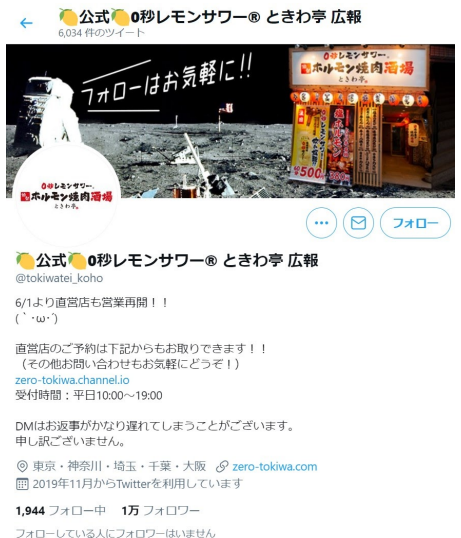 🍋公式🍋0秒レモンサワー® ときわ亭 広報
6,034 件のツイート
フォローはお気軽に!!
0秒レモンサワー®
ホルモン焼肉酒場
ときわ亭
500
380
0秒レモンサワー®
ホルモン焼肉酒場
ときわ亭
フォロー
🍋公式🍋0秒レモンサワー® ときわ亭 広報
@tokiwatei_koho
6/1より直営店も営業再開！！
(｀･ω･´)
直営店のご予約は下記からもお取りできます！！
（その他お問い合わせもお気軽にどうぞ！）
zero-tokiwa.channel.io
受付時間：平日10:00〜19:00
DMはお返事がかなり遅れてしまうことがございます。
申し訳ございません。
東京・神奈川・埼玉・千葉・大阪 zero-tokiwa.com
2019年11月からTwitterを利用しています
1,944 フォロー中 1万 フォロワー
フォローしている人にフォロワーはいません